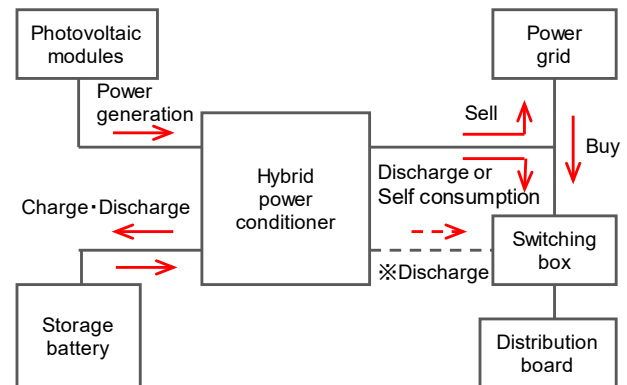 Photovoltaic
modules
Power
grid
Power
generation
Sell
Buy
Hybrid
power
conditioner
Discharge or
Self consumption
Charge・Discharge
※Discharge
Switching
box
Storage
battery
Distribution
board